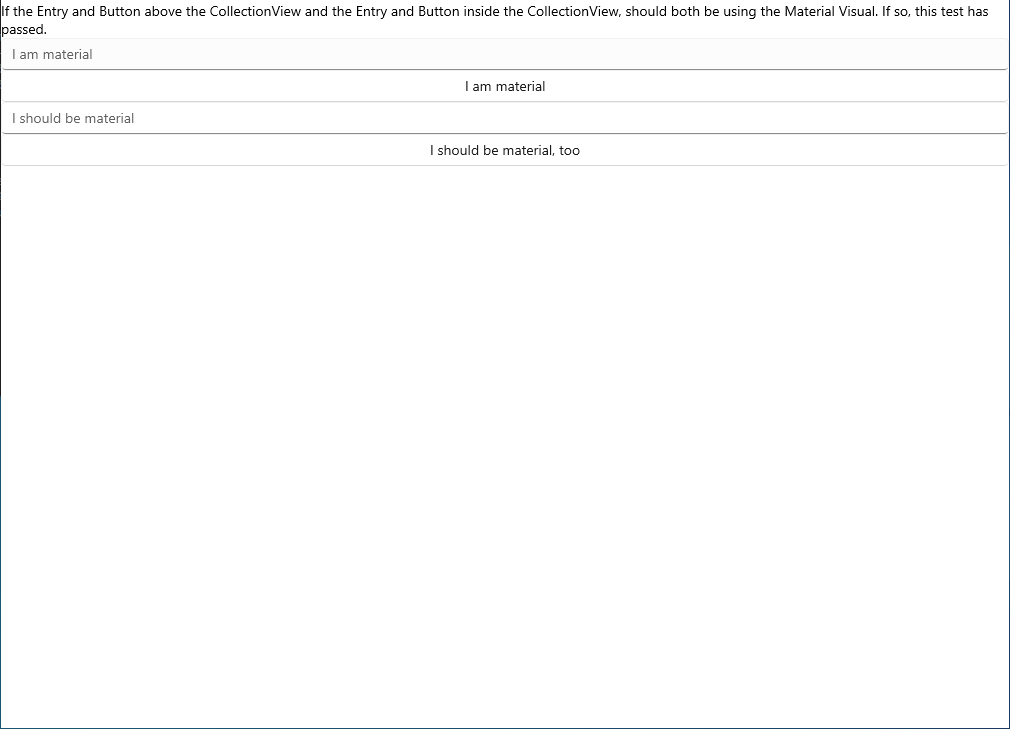 If the Entry and Button above the CollectionView and the Entry and Button inside the CollectionView, should both be using the Material Visual. If so, this test has
passed.
I am material
I am material
I should be material
I should be material, too